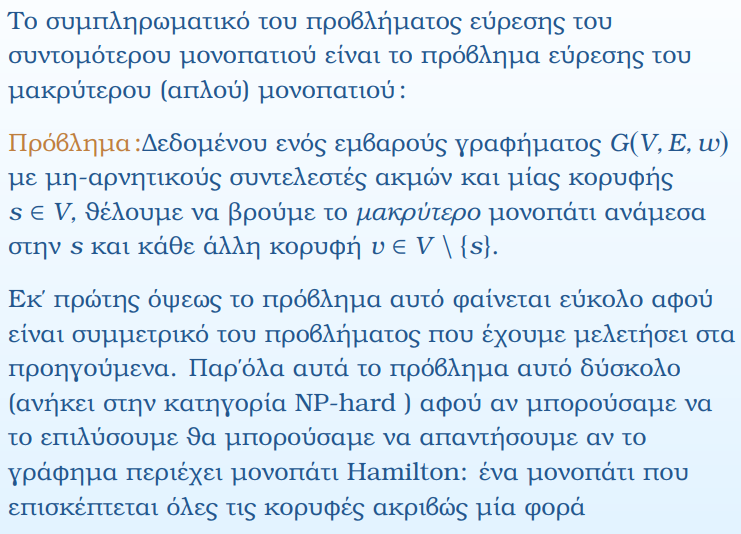 Το συμπληρωματικό του προβλήματος εύρεσης του
συντομότερου μονοπατιού είναι το πρόβλημα εύρεσης του
μακρύτερου (απλού) μονοπατιού:
Πρόβλημα:Δεδομένου ενός εμβαρούς γραφήματος G(V, E, w)
με μη-αρνητικούς συντελεστές ακμών και μίας κορυφής
s ∈ V, θέλουμε να βρούμε το μακρύτερο μονοπάτι ανάμεσα
στην s και κάθε άλλη κορυφή v ∈ V \ {s}.
Εκ' πρώτης όψεως το πρόβλημα αυτό φαίνεται εύκολο αφού
είναι συμμετρικό του προβλήματος που έχουμε μελετήσει στα
προηγούμενα. Παρ'όλα αυτά το πρόβλημα αυτό δύσκολο
(ανήκει στην κατηγορία NP-hard ) αφού αν μπορούσαμε να
το επιλύσουμε θα μπορούσαμε να απαντήσουμε αν το
γράφημα περιέχει μονοπάτι Hamilton: ένα μονοπάτι που
επισκέπτεται όλες τις κορυφές ακριβώς μία φορά